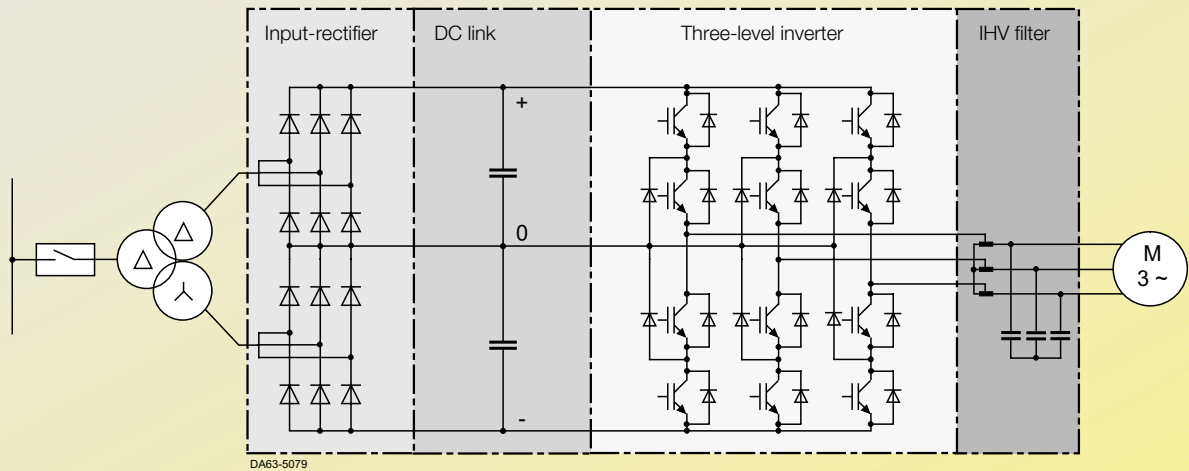 Input-rectifier
DC link
Three-level inverter
IHV filter
+
0
-
M
3 ~
DA63-5079